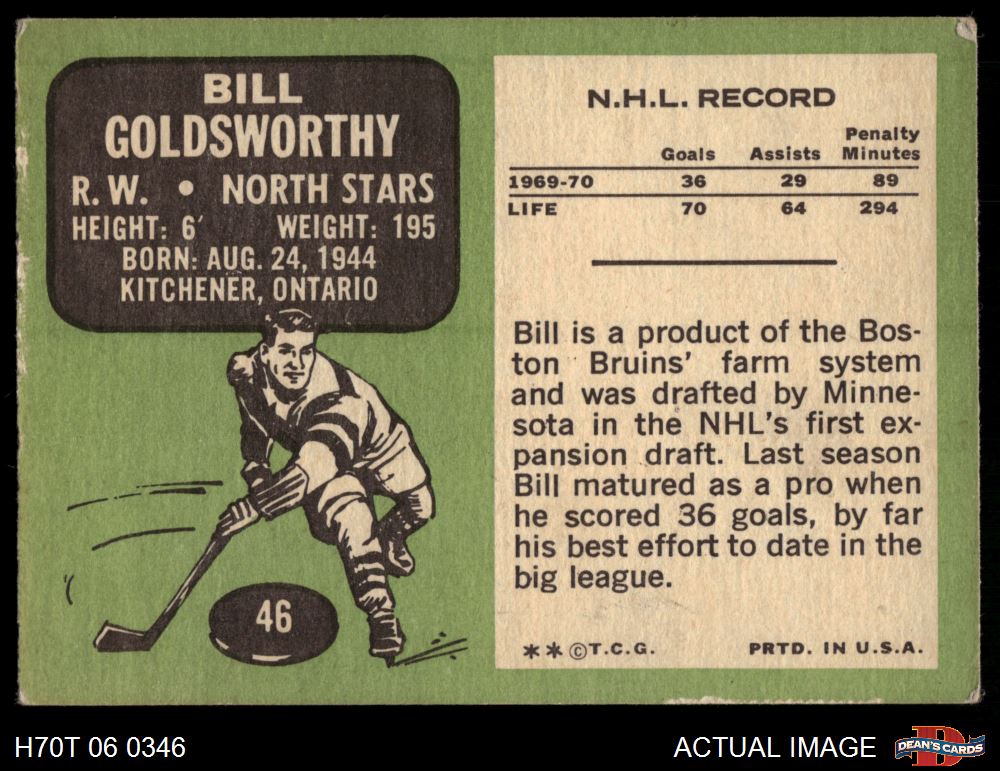 BILL
GOLDSWORTHY
R. W. • NORTH STARS
HEIGHT: 6′ WEIGHT: 195
BORN: AUG. 24, 1944
KITCHENER, ONTARIO
46
N.H.L. RECORD
Goals Assists Penalty Minutes
1969-70 36 29 89
LIFE 70 64 294
Bill is a product of the Bos-
ton Bruins’ farm system
and was drafted by Minne-
sota in the NHL’s first ex-
pansion draft. Last season
Bill matured as a pro when
he scored 36 goals, by far
his best effort to date in the
big league.
**©T.C.G. PRTD. IN U.S.A.
H70T 06 0346
ACTUAL IMAGE
D
DEAN'S CARDS